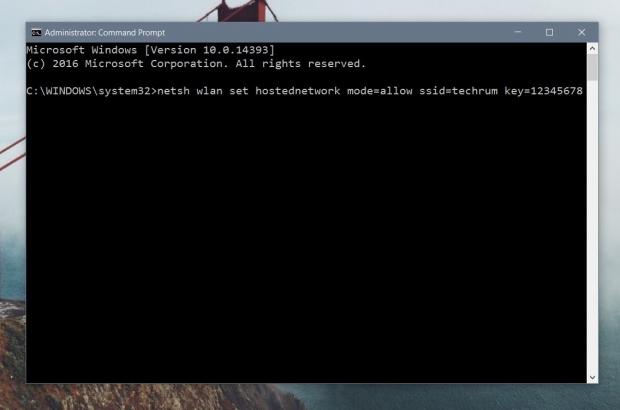 Administrator: Command Prompt
Microsoft Windows [Version 10.0.14393]
(c) 2016 Microsoft Corporation. All rights reserved.
C:\WINDOWS\system32>netsh wlan set hostednetwork mode=allow ssid=techrum key=12345678